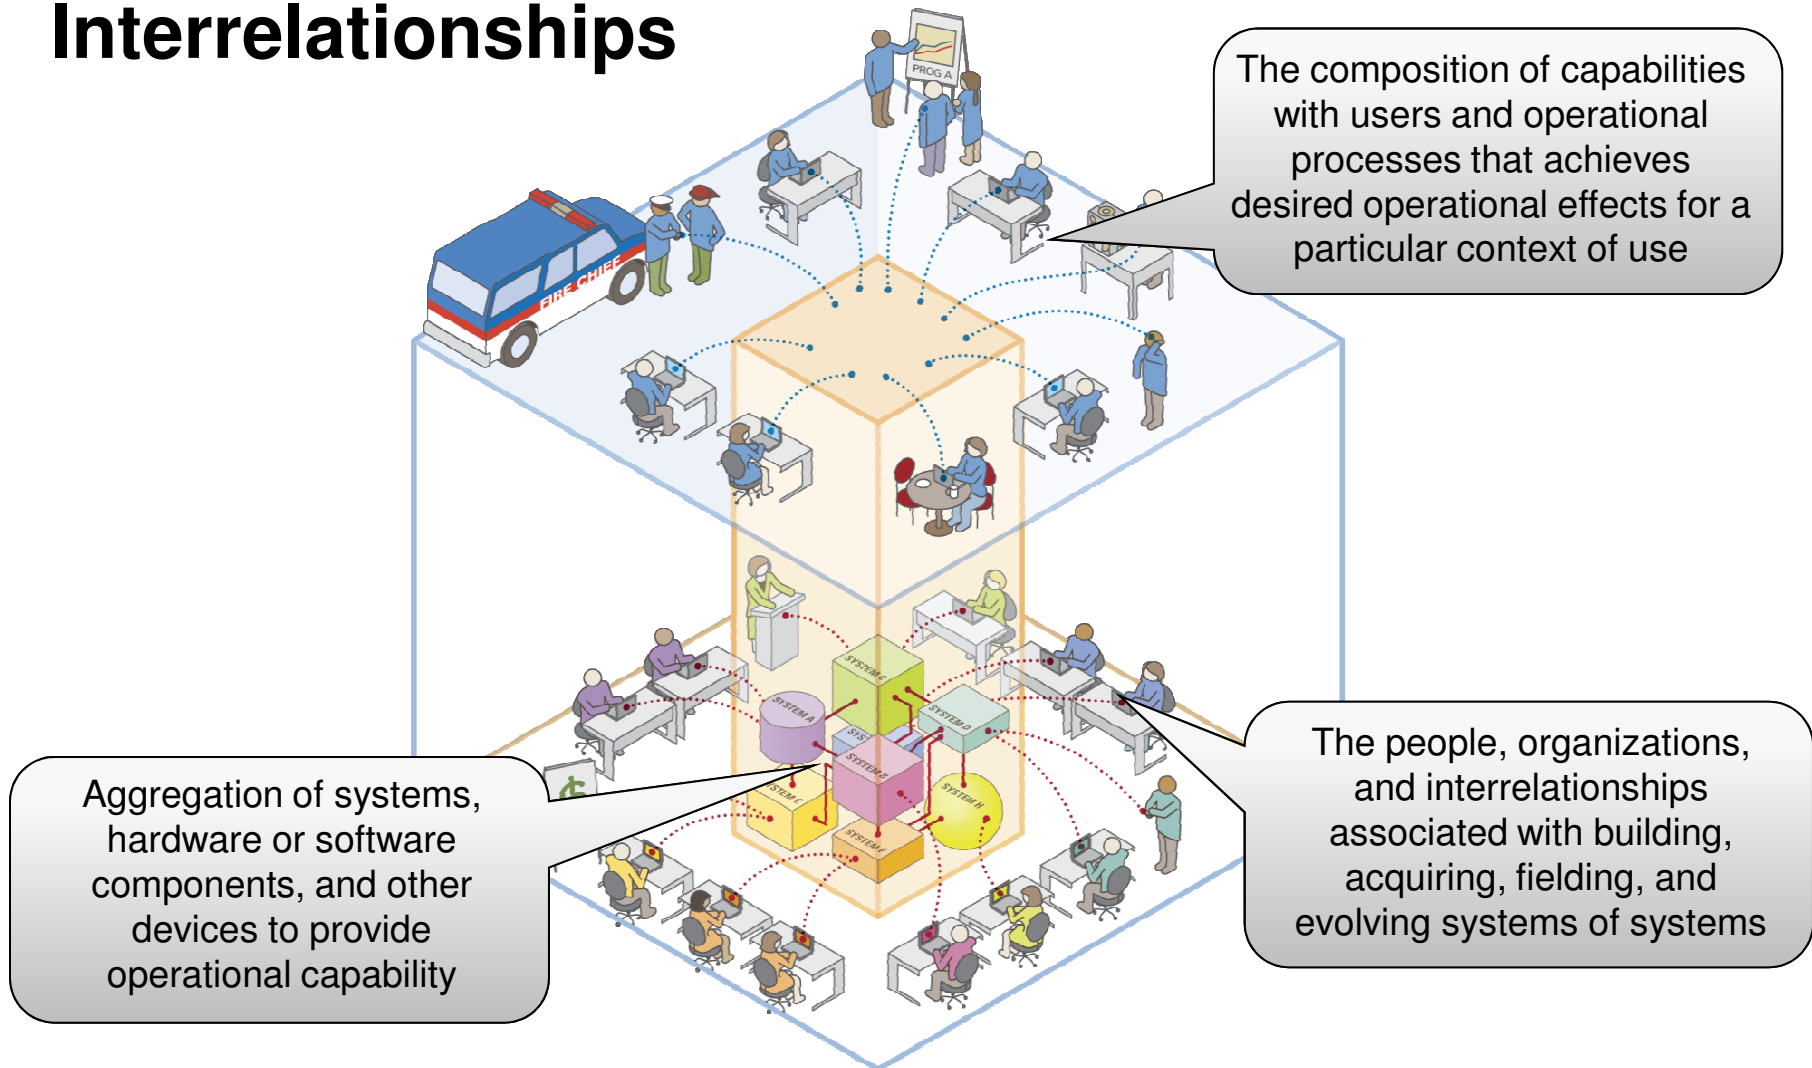 Interrelationships
PROG A
The composition of capabilities
with users and operational
processes that achieves
desired operational effects for a
particular context of use
FIRE CHIEF
SYSTEM A
SYSTEM D
SYS
SYSTEM H
Aggregation of systems,
hardware or software
components, and other
devices to provide
operational capability
The people, organizations,
and interrelationships
associated with building,
acquiring, fielding, and
evolving systems of systems